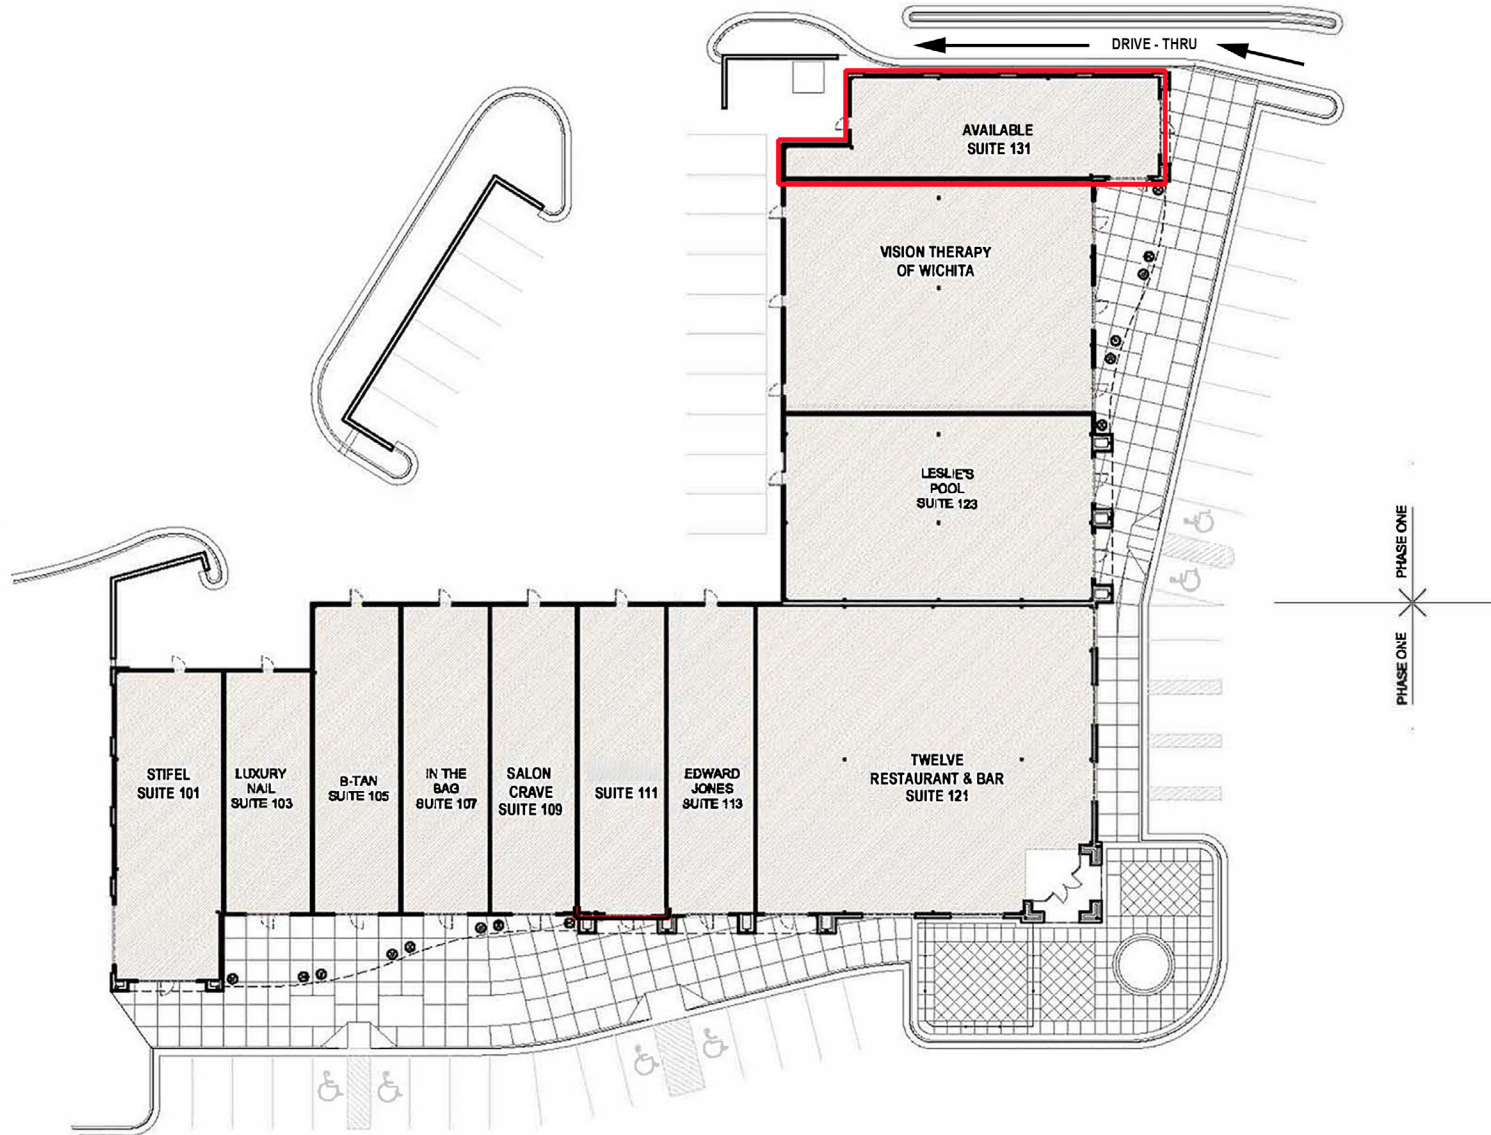 DRIVE - THRU
AVAILABLE
SUITE 131
VISION THERAPY
OF WICHITA
LESLIE'S
POOL
SUITE 123
PHASE ONE
PHASE ONE
STIFEL
SUITE 101
LUXURY
NAIL
SUITE 103
B-TAN
SUITE 105
IN THE
BAG
SUITE 107
SALON
CRAVE
SUITE 109
SUITE 111
EDWARD
JONES
SUITE 113
TWELVE
RESTAURANT & BAR
SUITE 121